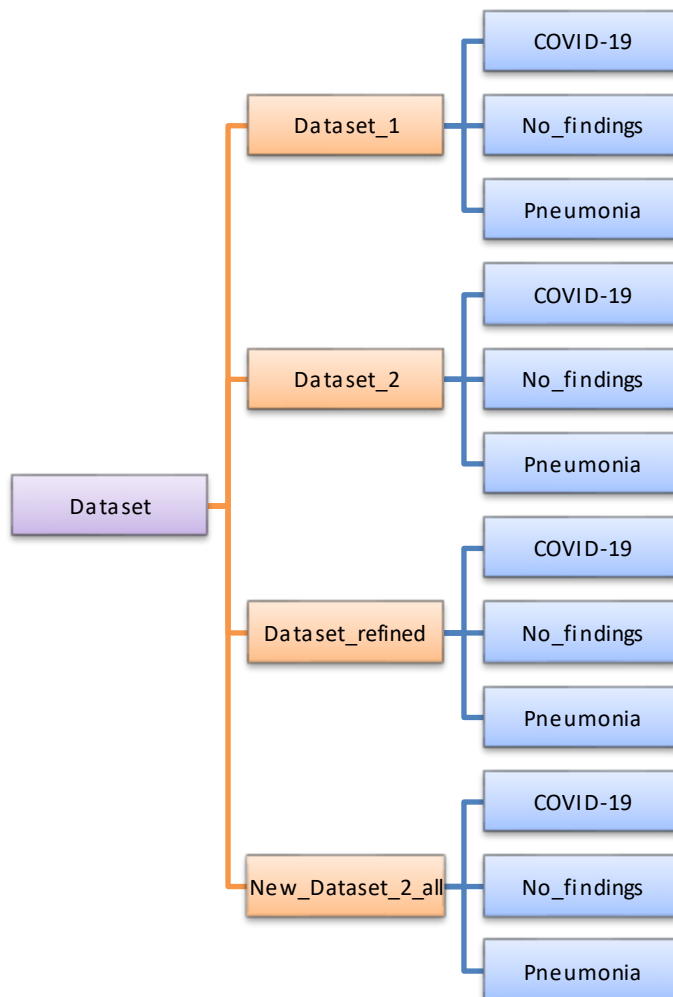 Dataset
Dataset_1
COVID-19
No_findings
Pneumonia
Dataset_2
COVID-19
No_findings
Pneumonia
Dataset_refined
COVID-19
No_findings
Pneumonia
New_Dataset_2_all
COVID-19
No_findings
Pneumonia